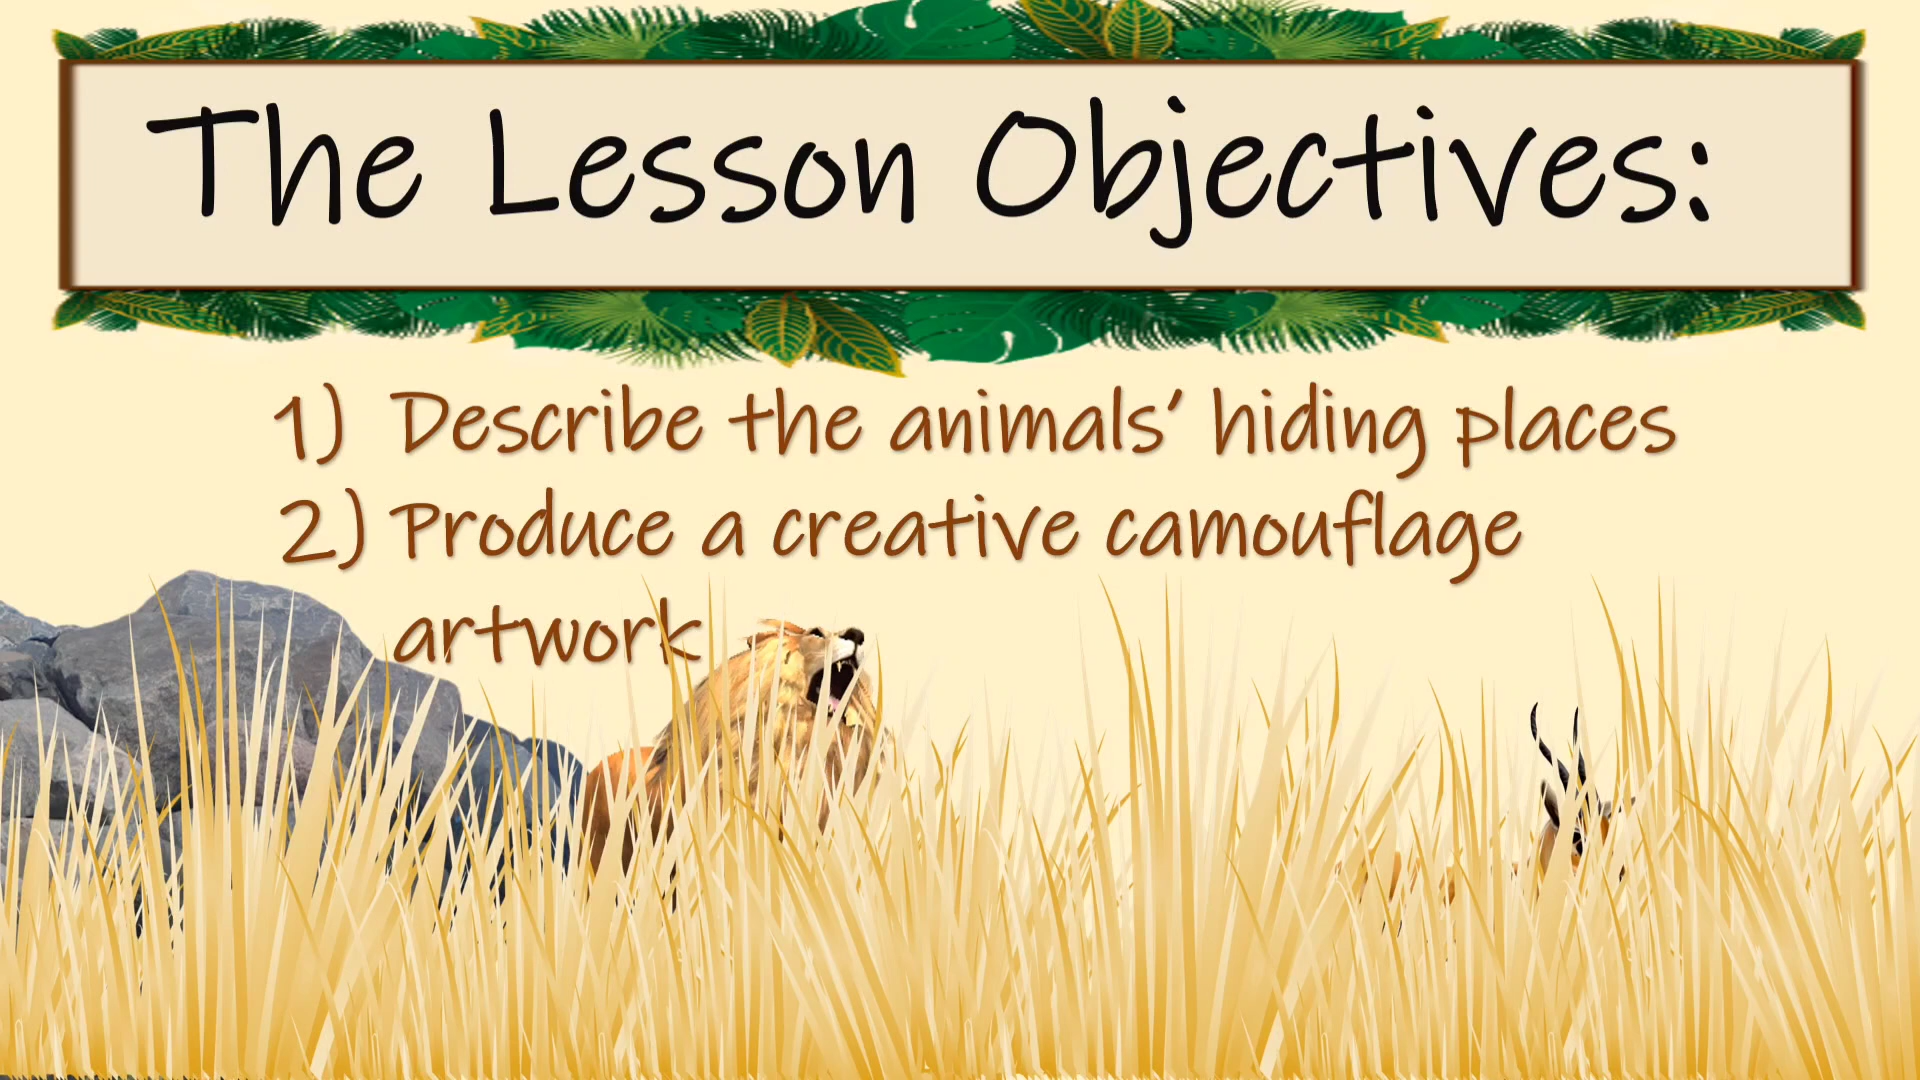 The Lesson Objectives:
1) Describe the animals’ hiding places
2) Produce a creative camouflage
artwork